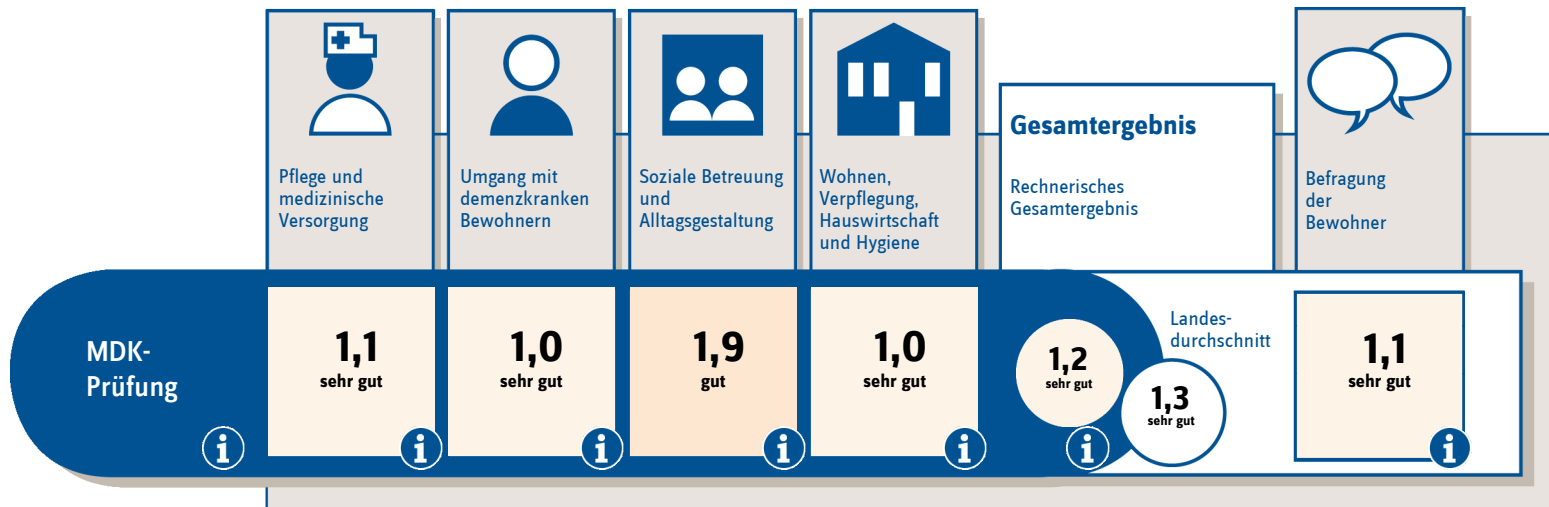 Pflege und
medizinische
Versorgung
Umgang mit
demenzkranken
Bewohnern
Soziale Betreuung
und
Alltagsgestaltung
Wohnen,
Verpflegung,
Hauswirtschaft
und Hygiene
Gesamtergebnis
Rechnerisches
Gesamtergebnis
Befragung
der
Bewohner
MDK-
Prüfung
i
1,1
sehr gut
i
1,0
sehr gut
i
1,9
gut
i
1,0
sehr gut
i
1,2
sehr gut
i
Landes-
durchschnitt
1,3
sehr gut
1,1
sehr gut
i